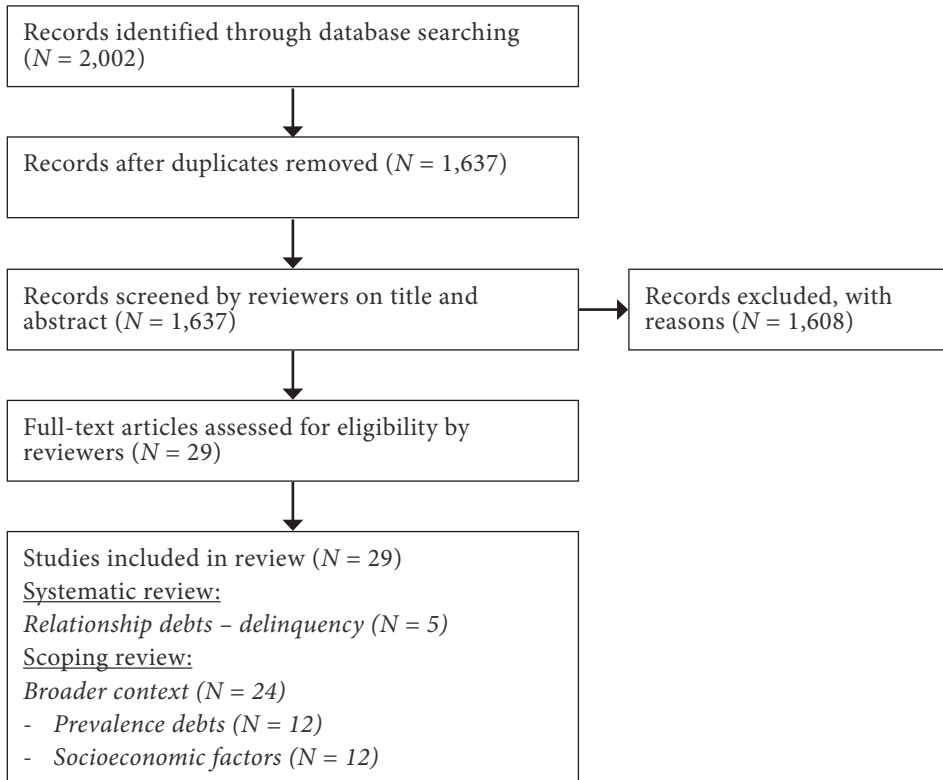 Records identified through database searching
(N = 2,002)
Records after duplicates removed (N = 1,637)
Records screened by reviewers on title and
abstract (N = 1,637)
Records excluded, with
reasons (N = 1,608)
Full-text articles assessed for eligibility by
reviewers (N = 29)
Studies included in review (N = 29)
Systematic review:
Relationship debts – delinquency (N = 5)
Scoping review:
Broader context (N = 24)
- Prevalence debts (N = 12)
- Socioeconomic factors (N = 12)